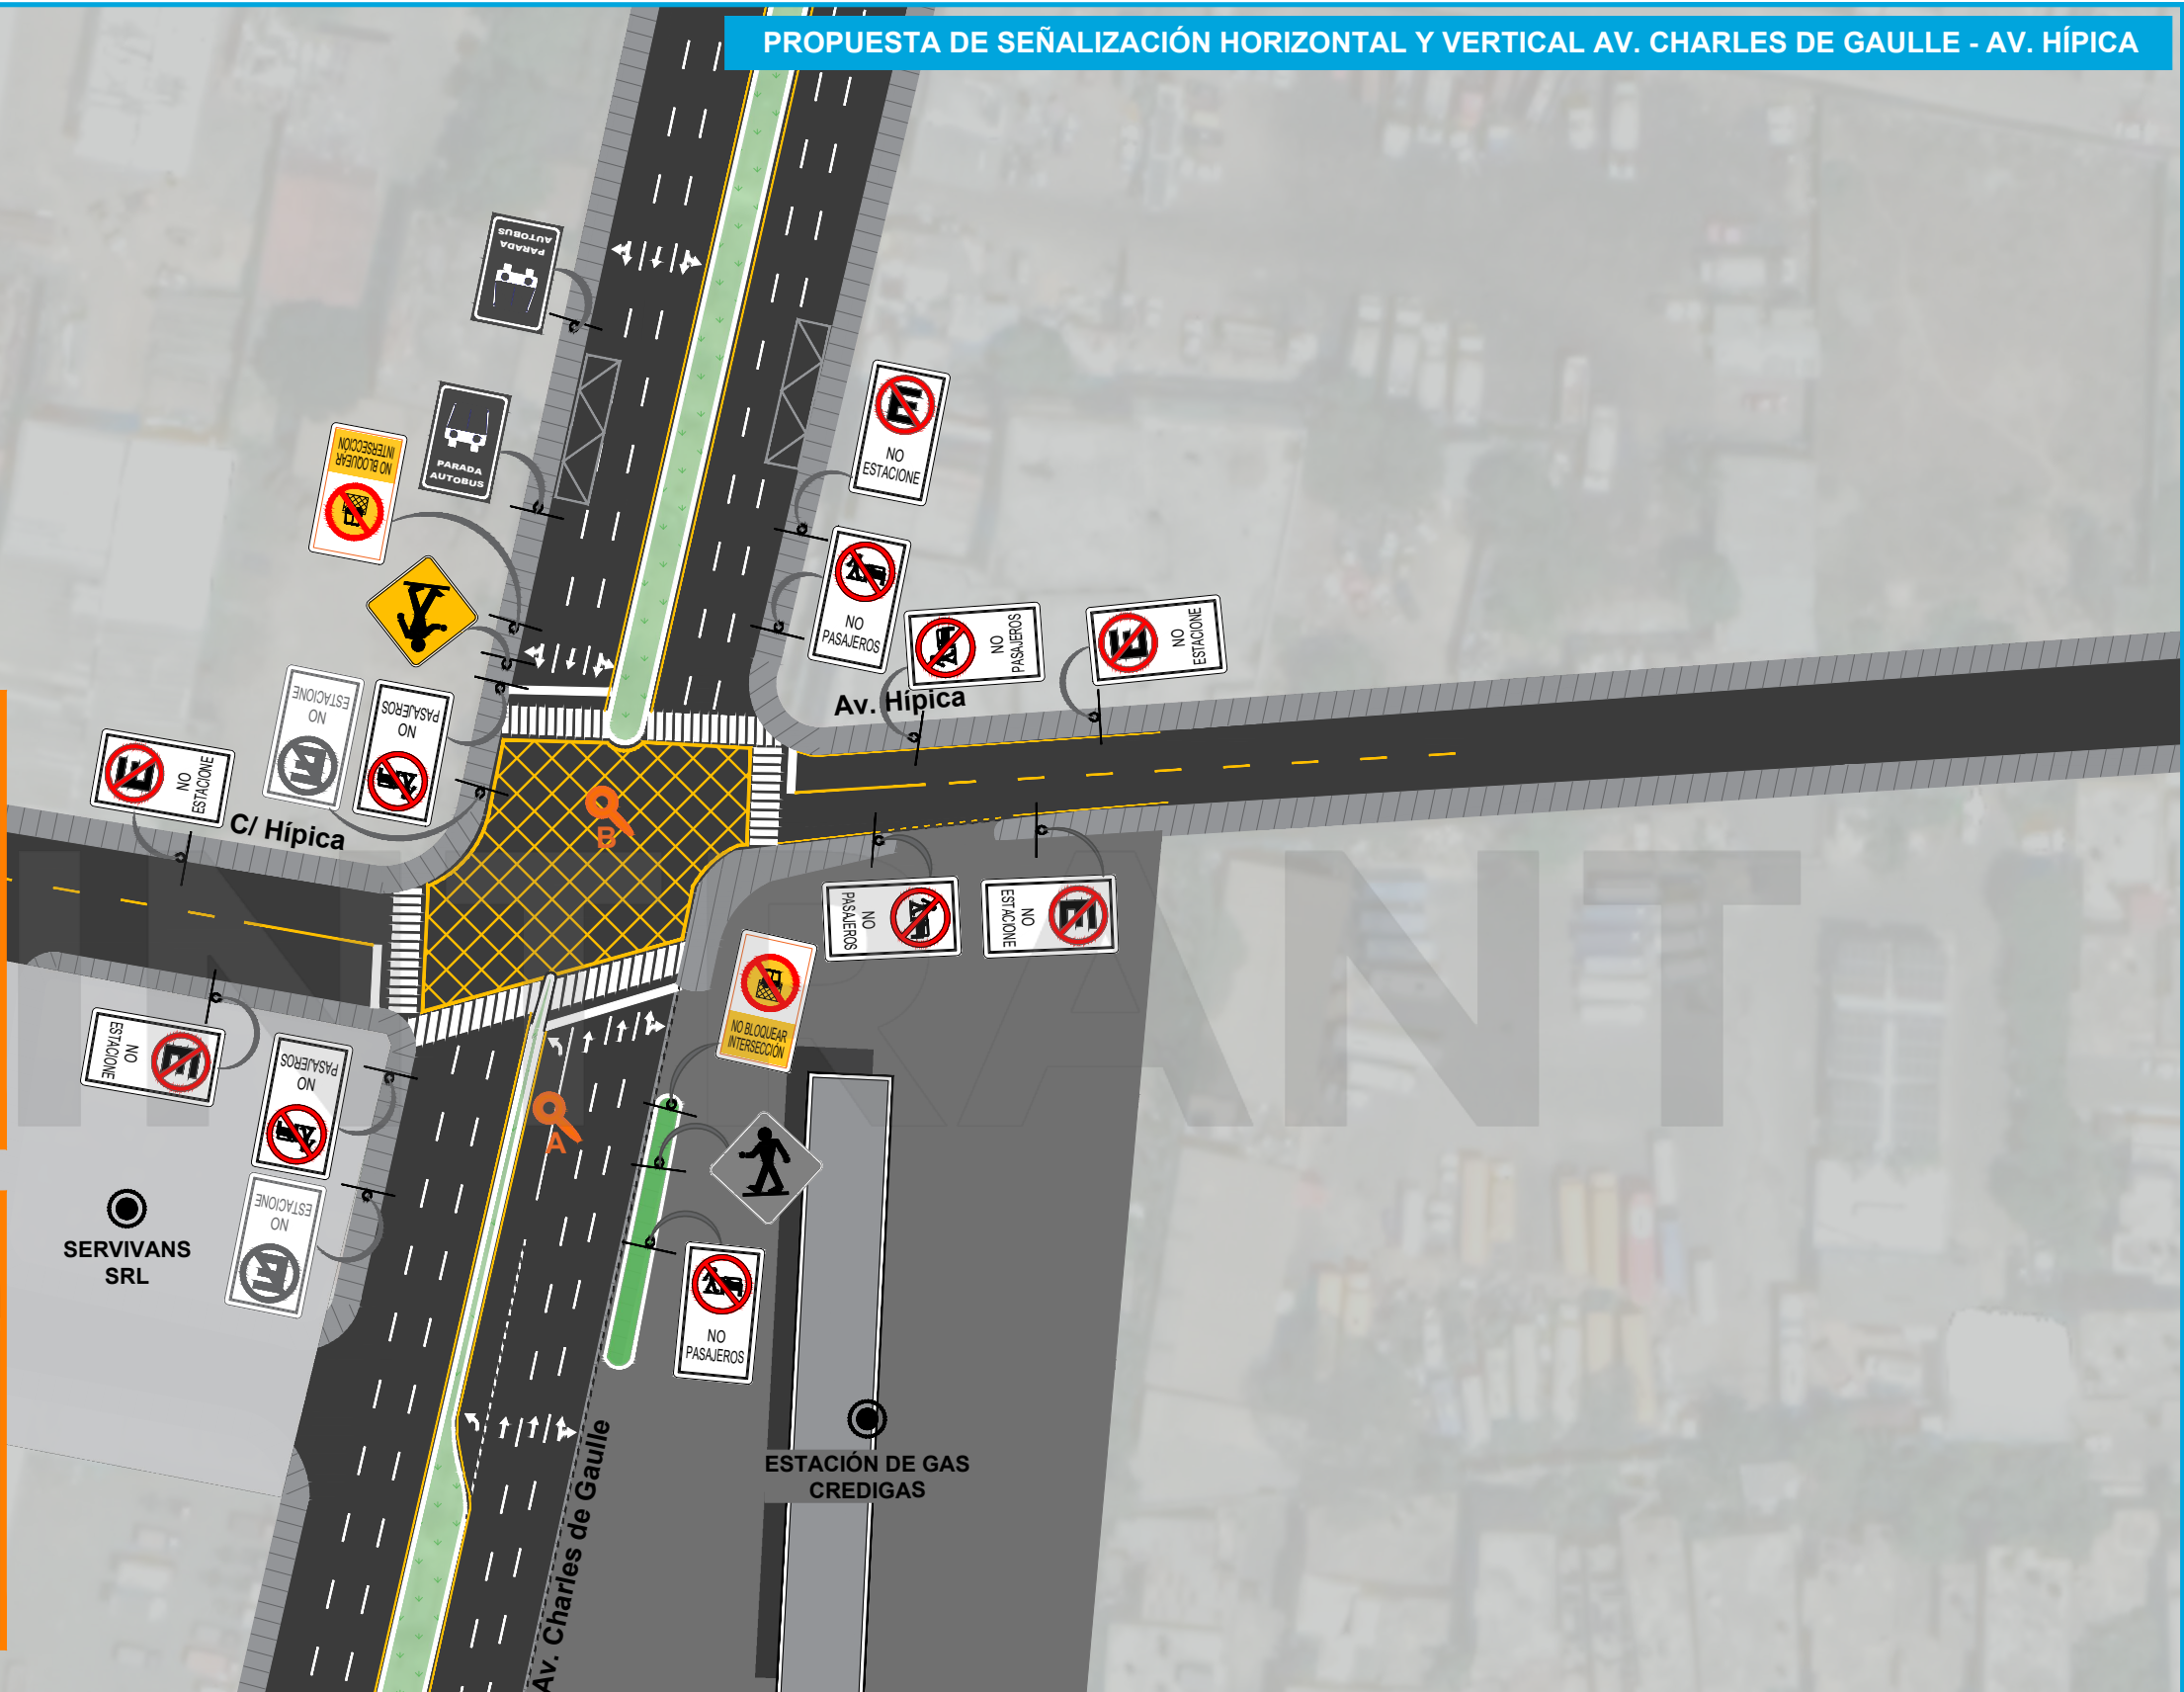 PROPUESTA DE SEÑALIZACIÓN HORIZONTAL Y VERTICAL AV. CHARLES DE GAULLE - AV. HÍPICA
PARADA
AUTOBUS
PARADA
AUTOBUS
NO BLOQUEAR
INTERSECCIÓN
NO
ESTACIONE
NO
PASAJEROS
NO
PASAJEROS
NO
ESTACIONE
Av. Hípica
NO
ESTACIONE
NO
PASAJEROS
NO
ESTACIONE
C/ Hípica
B
NO
PASAJEROS
NO
ESTACIONE
NO BLOQUEAR
INTERSECCIÓN
NO
ESTACIONE
NO
PASAJEROS
A
NO
ESTACIONE
SERVIVANS
SRL
NO
PASAJEROS
ESTACIÓN DE GAS
CREDIGAS
Av. Charles de Gaulle
INTRANT